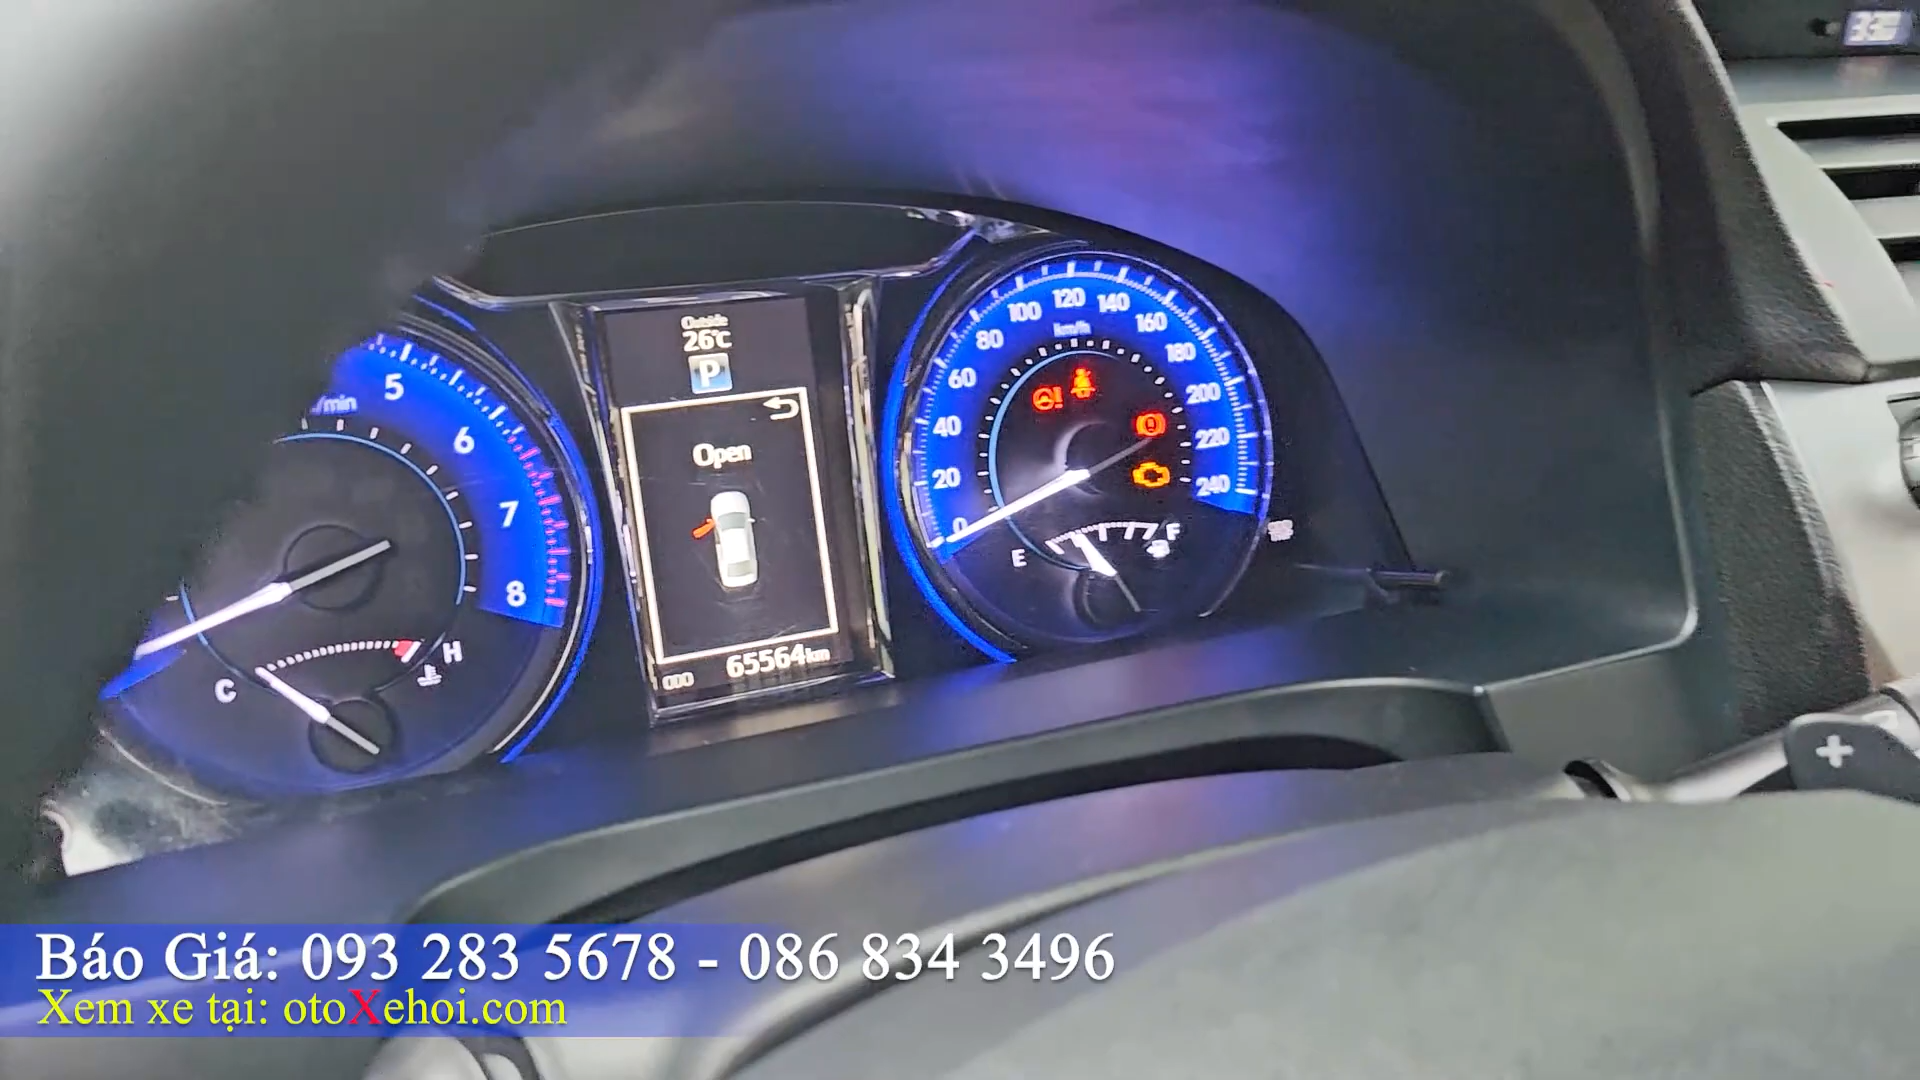 330
Outside
26°C
P
Open
65564km
5
/min
6
7
8
C
H
100 120 140
80 km/h 160
60 180
40 200
20 220
0 240
E F
+
Báo Giá: 093 283 5678 - 086 834 3496
Xem xe tại: otoXehoi.com